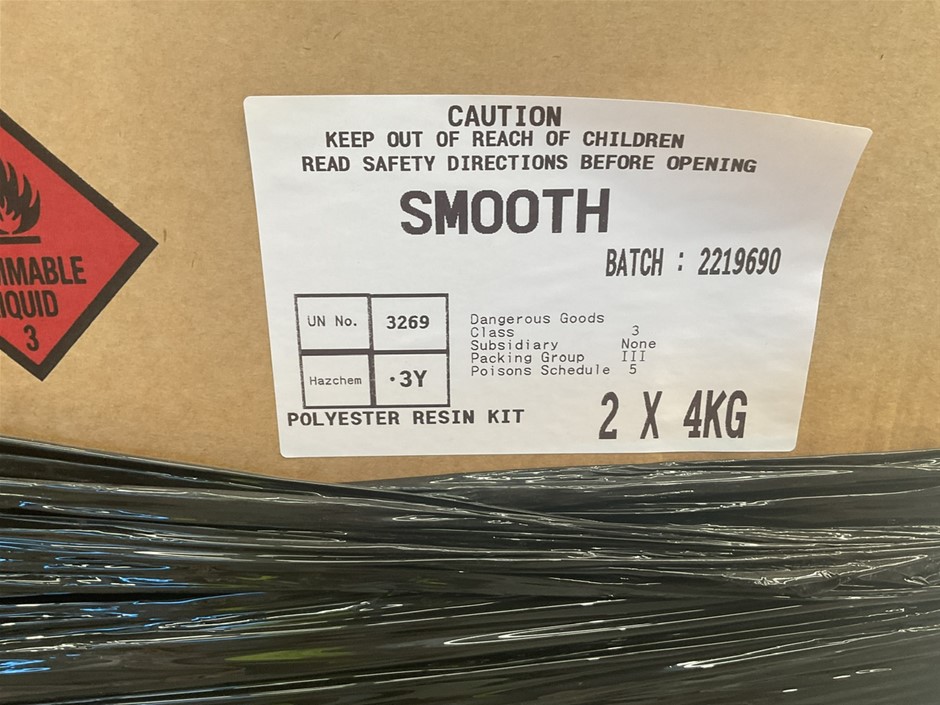 CAUTION
KEEP OUT OF REACH OF CHILDREN
READ SAFETY DIRECTIONS BEFORE OPENING
SMOOTH
BATCH : 2219690
MMABLE
IQUID
3
UN No. 3269
Hazchem ·3Y
Dangerous Goods
Class 3
Subsidiary None
Packing Group III
Poisons Schedule 5
POLYESTER RESIN KIT
2 X 4KG